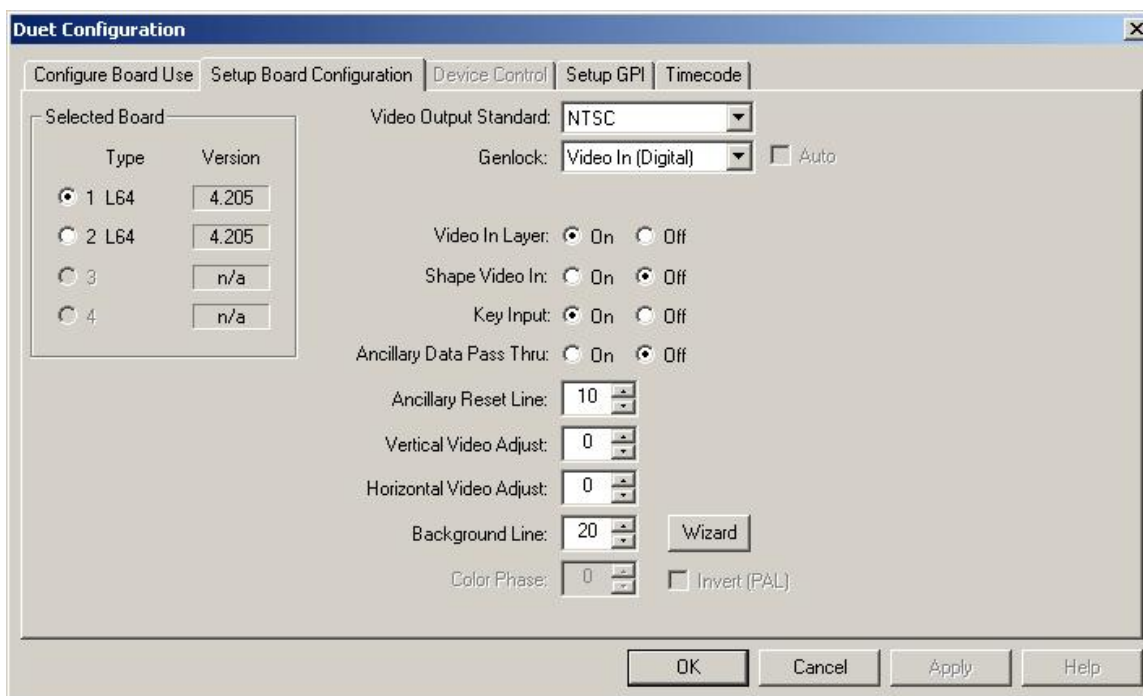 Duet Configuration
Configure Board Use Setup Board Configuration Device Control Setup GPI Timecode
Selected Board
Type Version
1 L64 4.205
2 L64 4.205
3 n/a
4 n/a
Video Output Standard: NTSC
Genlock: Video In (Digital) Auto
Video In Layer: On Off
Shape Video In: On Off
Key Input: On Off
Ancillary Data Pass Thru: On Off
Ancillary Reset Line: 10
Vertical Video Adjust: 0
Horizontal Video Adjust: 0
Background Line: 20 Wizard
Color Phase: 0 Invert (PAL)
OK Cancel Apply Help